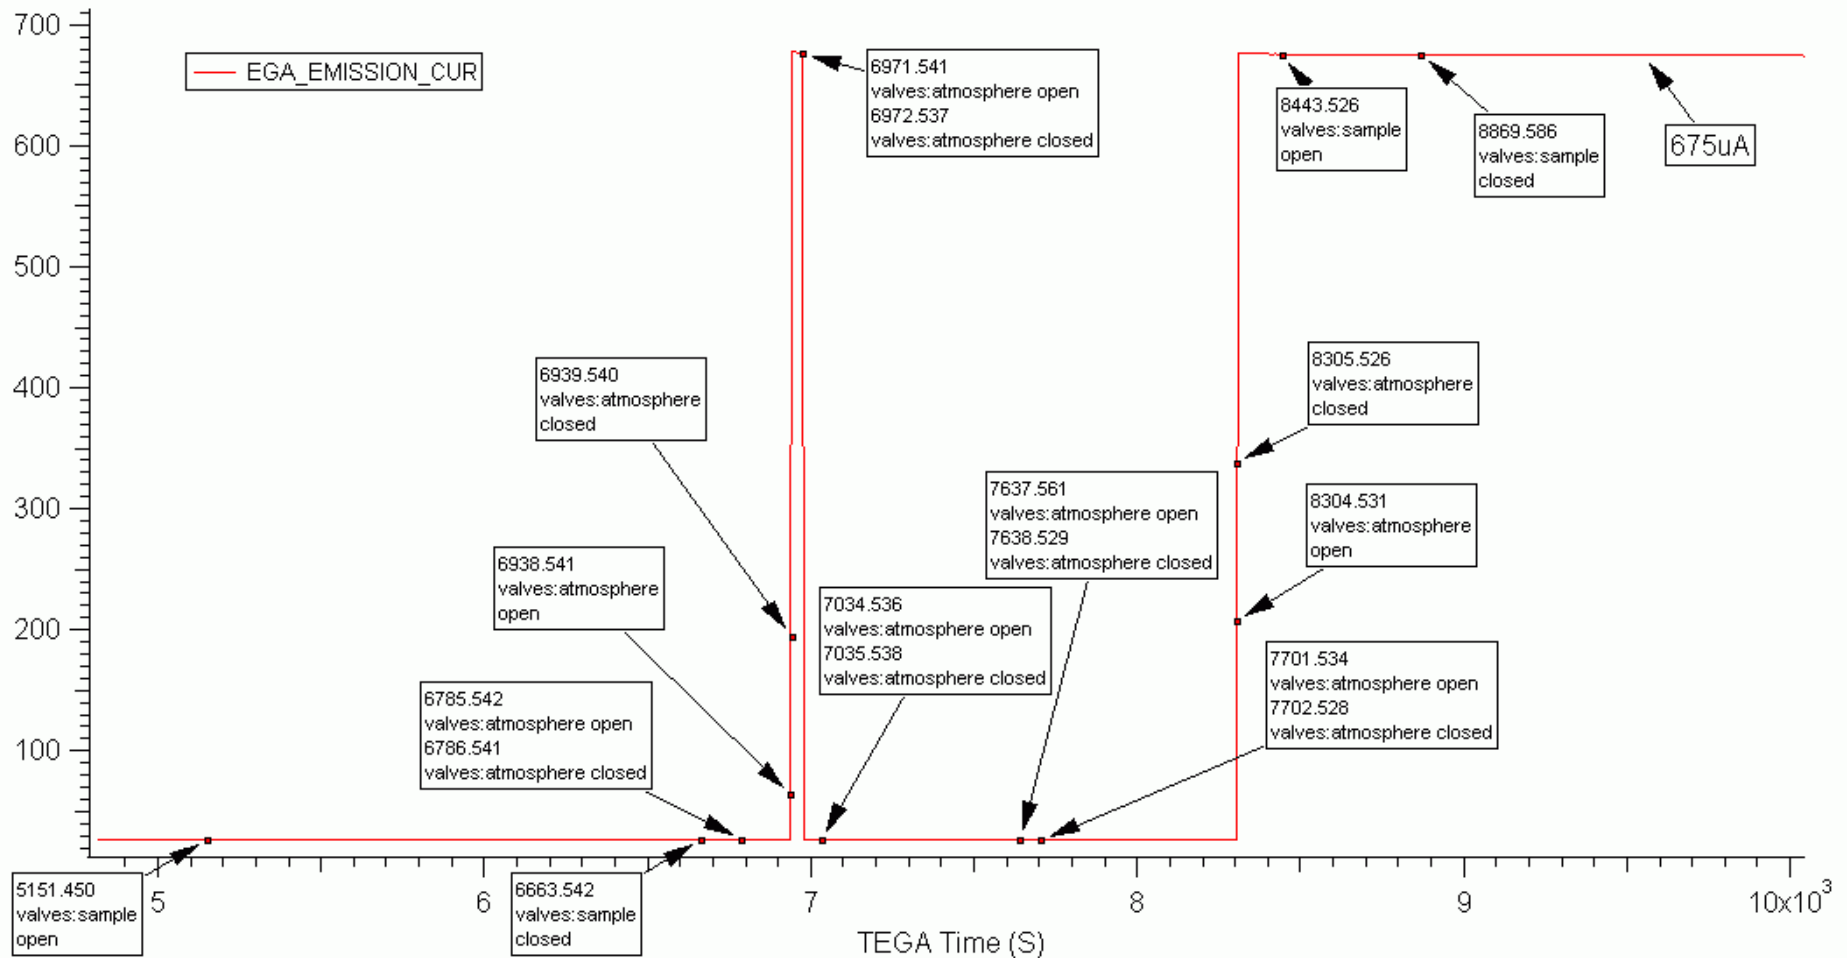 700
600
500
400
300
200
100
EGA_EMISSION_CUR
6971.541
valves:atmosphere open
6972.537
valves:atmosphere closed
8443.526
valves:sample
open
8869.586
valves:sample
closed
675uA
6939.540
valves:atmosphere
closed
8305.526
valves:atmosphere
closed
6938.541
valves:atmosphere
open
7637.561
valves:atmosphere open
7638.529
valves:atmosphere closed
8304.531
valves:atmosphere
open
6785.542
valves:atmosphere open
6786.541
valves:atmosphere closed
7034.536
valves:atmosphere open
7035.538
valves:atmosphere closed
7701.534
valves:atmosphere open
7702.528
valves:atmosphere closed
5151.450
valves:sample
open
6663.542
valves:sample
closed
5 6 7 8 9 10x10³
TEGA Time (S)